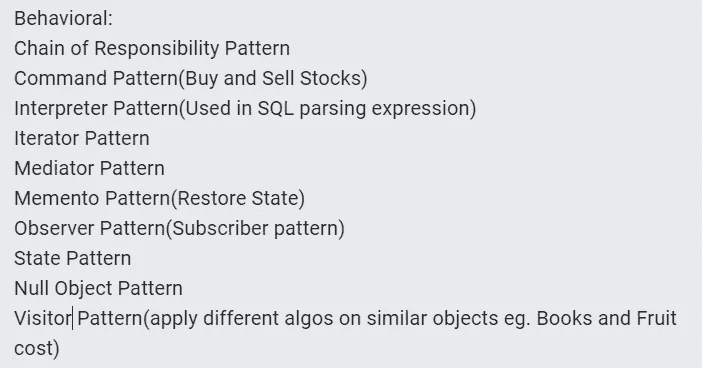 Behavioral:
Chain of Responsibility Pattern
Command Pattern(Buy and Sell Stocks)
Interpreter Pattern(Used in SQL parsing expression)
Iterator Pattern
Mediator Pattern
Memento Pattern(Restore State)
Observer Pattern(Subscriber pattern)
State Pattern
Null Object Pattern
Visitor Pattern(apply different algos on similar objects eg. Books and Fruit
cost)